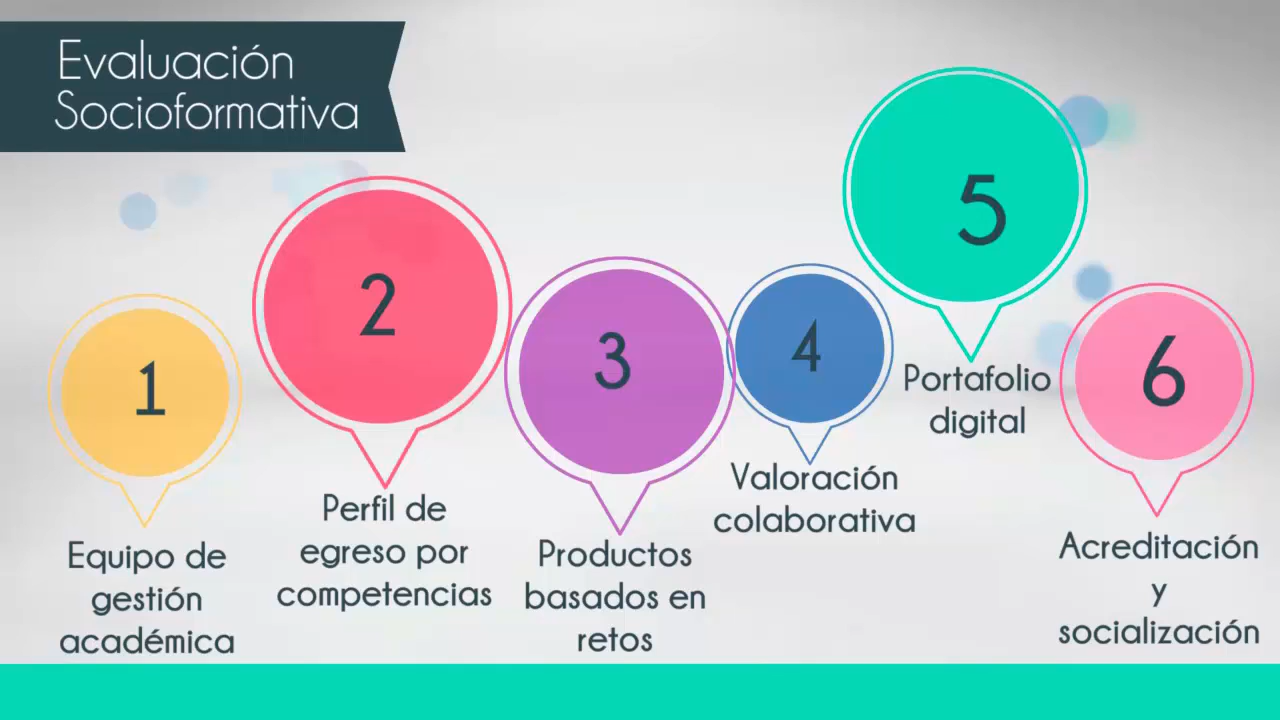 Evaluación
Socioformativa
1
Equipo de
gestión
académica
2
Perfil de
egreso por
competencias
3
Productos
basados en
retos
4
Valoración
colaborativa
5
Portafolio
digital
6
Acreditación
y
socialización